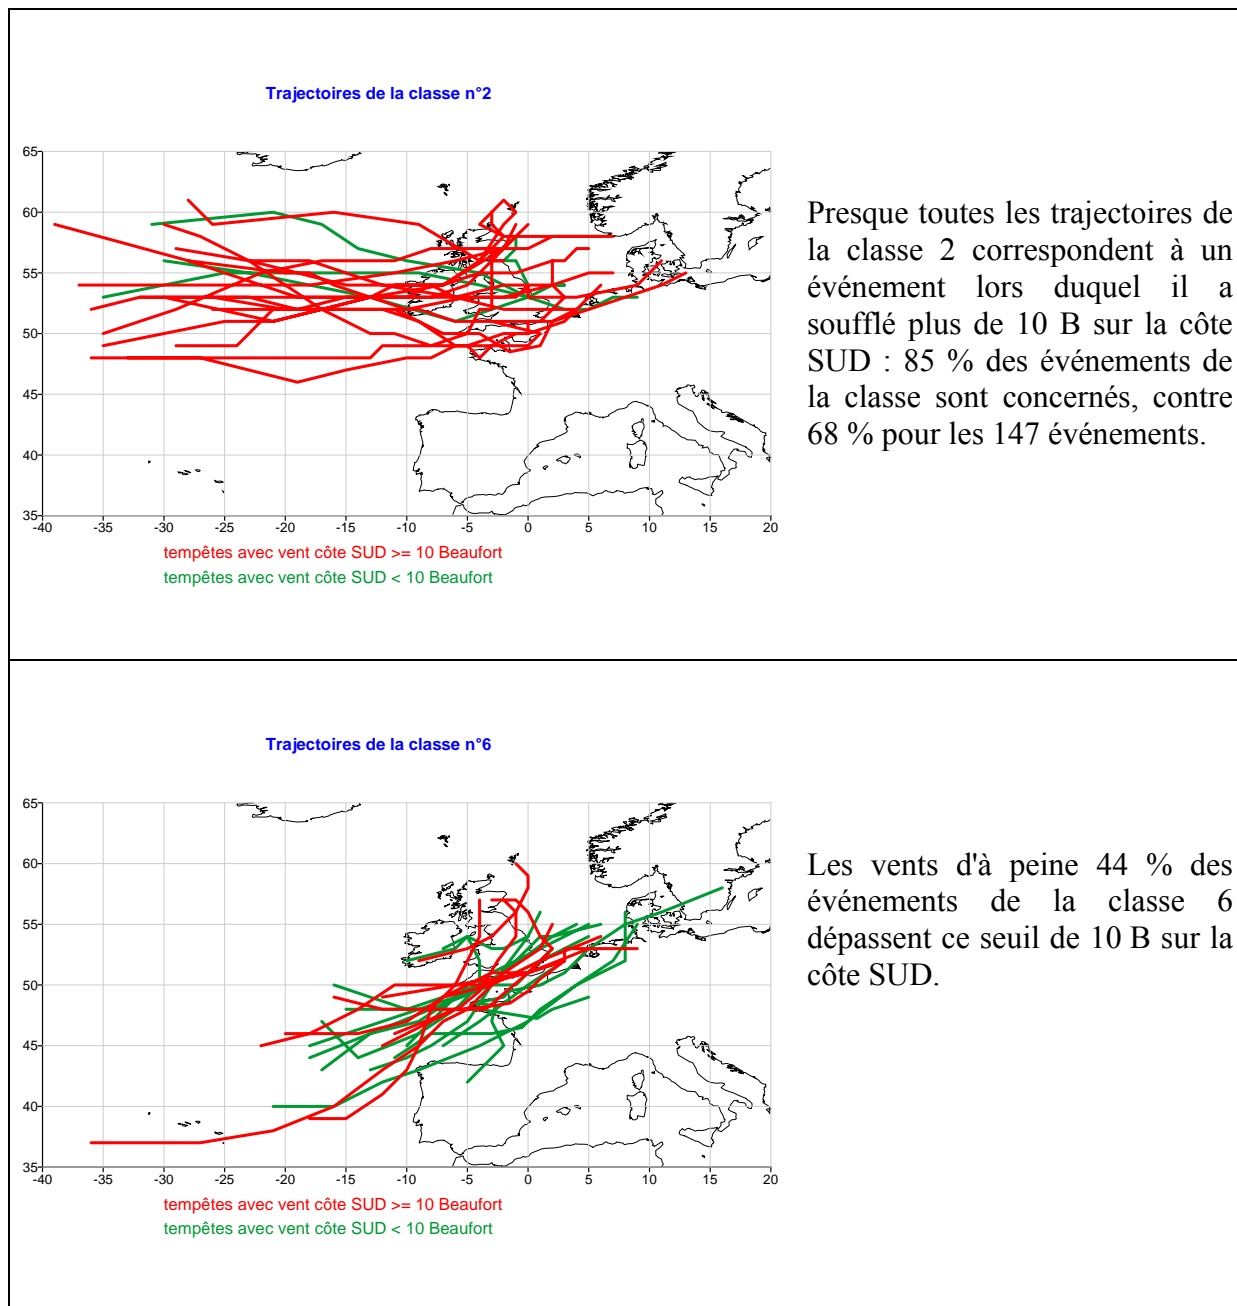 Trajectoires de la classe n°2
65
60
55
50
45
40
35
-40 -35 -30 -25 -20 -15 -10 -5 0 5 10 15 20
tempêtes avec vent côte SUD >= 10 Beaufort
tempêtes avec vent côte SUD < 10 Beaufort
Presque toutes les trajectoires de
la classe 2 correspondent à un
événement lors duquel il a
soufflé plus de 10 B sur la côte
SUD : 85 % des événements de
la classe sont concernés, contre
68 % pour les 147 événements.
Trajectoires de la classe n°6
65
60
55
50
45
40
35
-40 -35 -30 -25 -20 -15 -10 -5 0 5 10 15 20
tempêtes avec vent côte SUD >= 10 Beaufort
tempêtes avec vent côte SUD < 10 Beaufort
Les vents d'à peine 44 % des
événements de la classe 6
dépassent ce seuil de 10 B sur la
côte SUD.